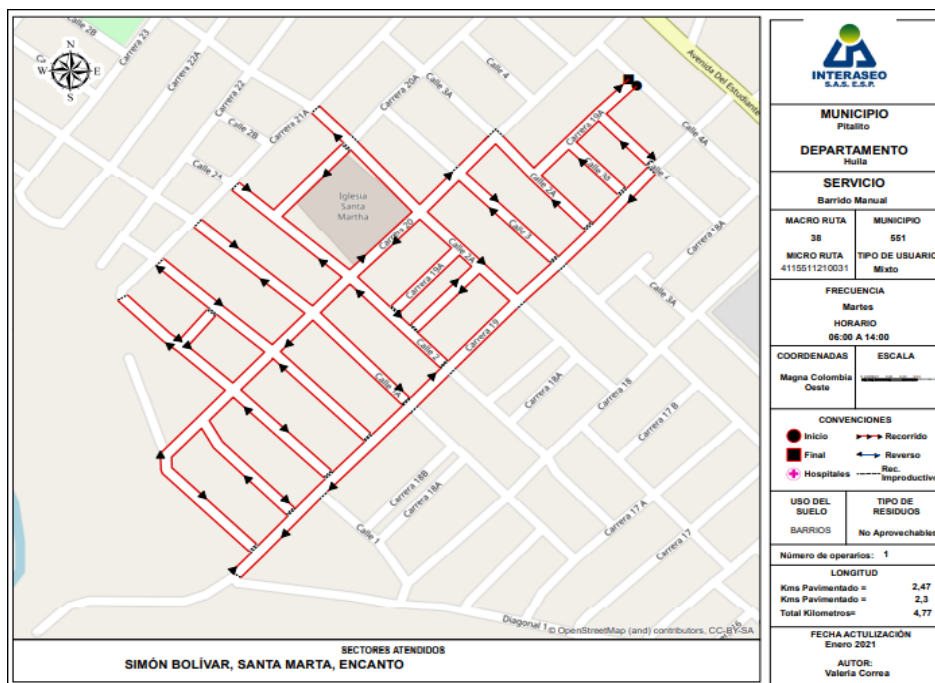 Calle 2B
Carrera 23
Carrera 22A
Carrera 22
Calle 2B
Carrera 21A
Carrera 20A
Calle 3A
Calle 4
Avenida Del Estudiante
Carrera 19A
Calle 4A
Calle 2A
Calle 3B
Calle 2A
Carrera 18A
Iglesia
Santa
Martha
Carrera 20
Calle 3
Calle 2A
Carrera 19A
Calle 3A
Carrera 19
Calle 2
Carrera 18A
Carrera 18
Carrera 17 B
Carrera 18B
Carrera 18A
Calle 1
Carrera 17 A
Carrera 17
Diagonal 1
N
W
E
S
© OpenStreetMap (and) contributors, CC-BY-SA
SECTORES ATENDIDOS
SIMÓN BOLÍVAR, SANTA MARTA, ENCANTO
INTERASEO
S.A.S. E.S.P.
MUNICIPIO
Pitalito
DEPARTAMENTO
Huila
SERVICIO
Barrido Manual
MACRO RUTA
38
MUNICIPIO
551
MICRO RUTA
4115511210031
TIPO DE USUARIO
Mixto
FRECUENCIA
Martes
HORARIO
06:00 A 14:00
COORDENADAS
Magna Colombia
Oeste
ESCALA
CONVENCIONES
Inicio
Recorrido
Final
Reverso
Hospitales
Rec.
Improductivo
USO DEL
SUELO
BARRIOS
TIPO DE
RESIDUOS
No Aprovechables
Número de operarios: 1
LONGITUD
Kms Pavimentado = 2,47
Kms Pavimentado = 2,3
Total Kilometros= 4,77
FECHA ACTULIZACIÓN
Enero 2021
AUTOR:
Valeria Correa